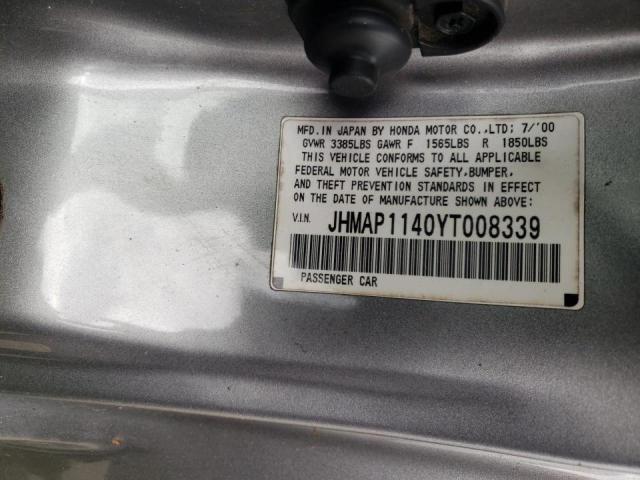 MFD.IN JAPAN BY HONDA MOTOR CO.,LTD; 7/'00
GVWR 3385LBS GAWR F 1565LBS R 1850LBS
THIS VEHICLE CONFORMS TO ALL APPLICABLE
FEDERAL MOTOR VEHICLE SAFETY,BUMPER,
AND THEFT PREVENTION STANDARDS IN EFFECT
ON THE DATE OF MANUFACTURE SHOWN ABOVE:
V.I.N. JHMAP1140YT008339
PASSENGER CAR